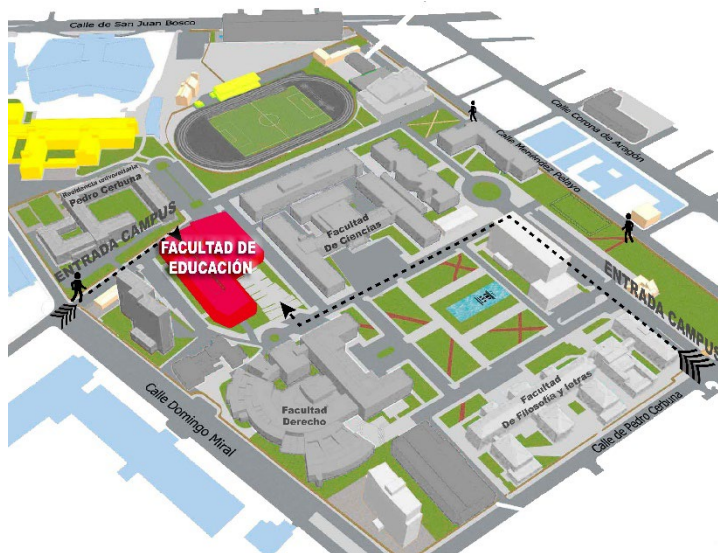 Calle de San Juan Bosco
Calle Corona de Aragón
Calle Menéndez Pelayo
Residencia universitaria
Pedro Cerbuna
ENTRADA CAMPUS
FACULTAD DE
EDUCACIÓN
Facultad
De Ciencias
ENTRADA CAMPUS
Facultad
De Filosofía y letras
Facultad
Derecho
Calle Domingo Miral
Calle de Pedro Cerbuna